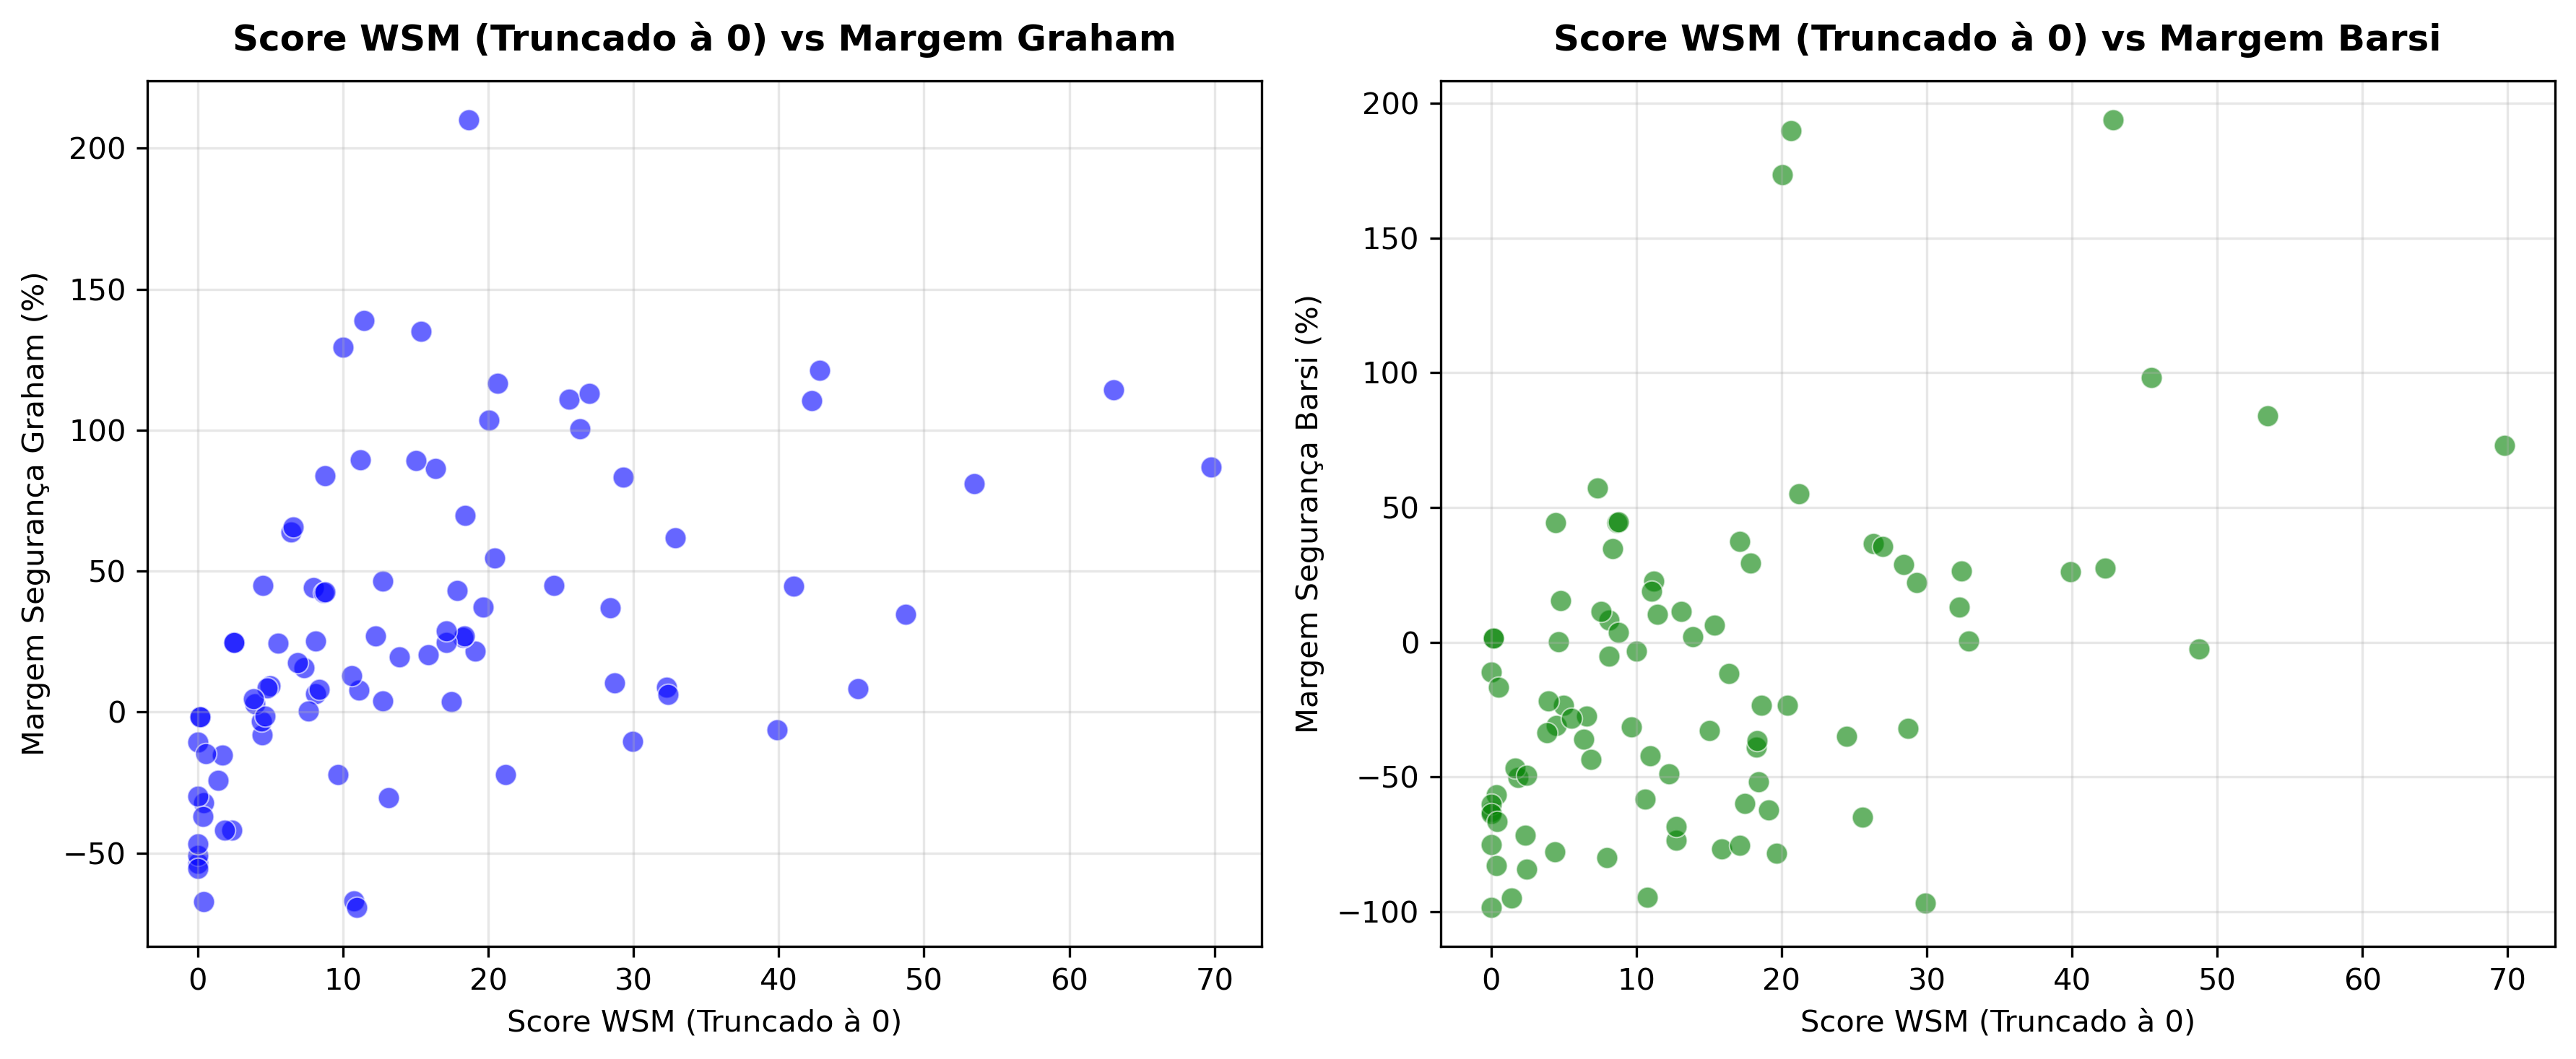 Score WSM (Truncado à 0) vs Margem Graham
Margem Segurança Graham (%)
200
150
100
50
0
−50
0 10 20 30 40 50 60 70
Score WSM (Truncado à 0)
Score WSM (Truncado à 0) vs Margem Barsi
Margem Segurança Barsi (%)
200
150
100
50
0
−50
−100
0 10 20 30 40 50 60 70
Score WSM (Truncado à 0)